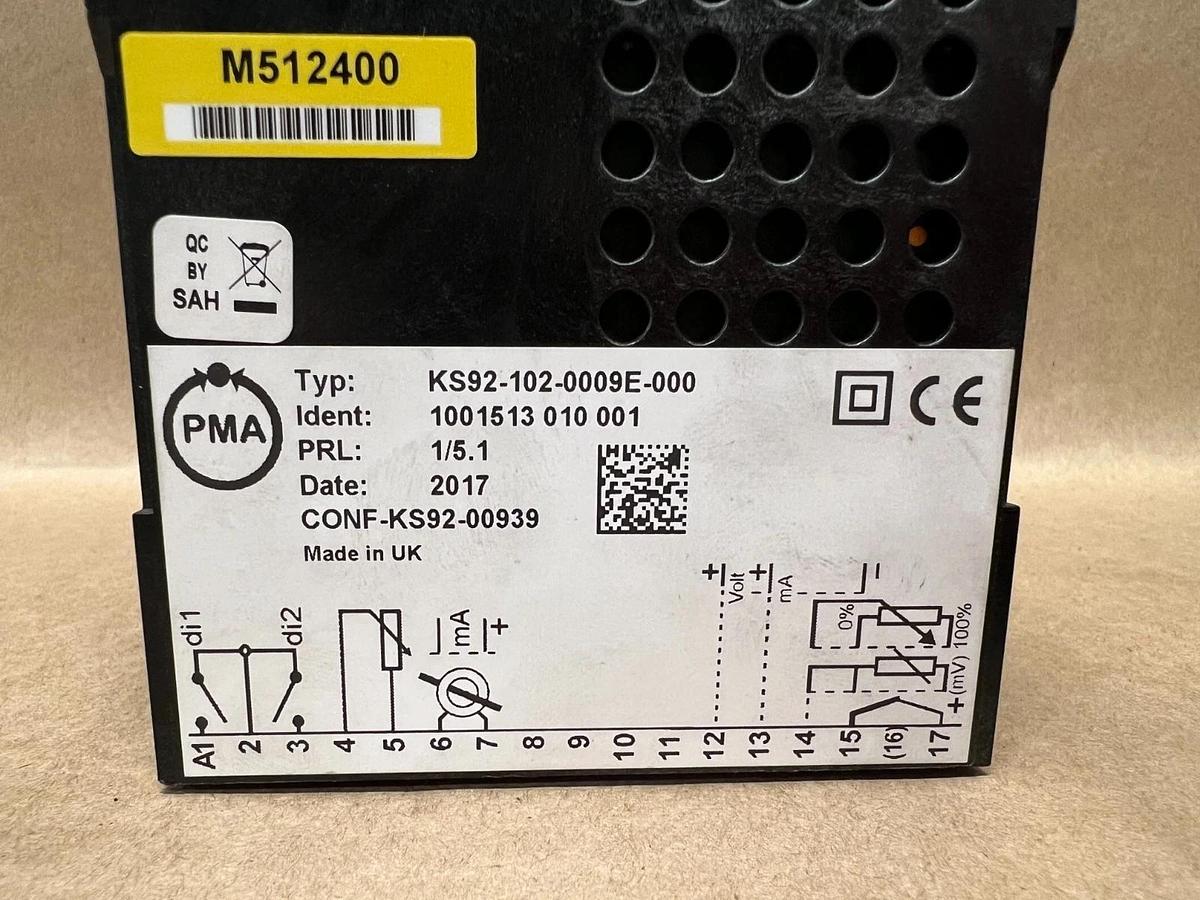 M512400
QC
BY
SAH
PMA
Typ: KS92-102-0009E-000
Ident: 1001513 010 001
PRL: 1/5.1
Date: 2017
CONF-KS92-00939
Made in UK
CE
di1
di2
mA
+
+
Volt
+
mA
−
0%
100%
(mV)
+
A1 2 3 4 5 6 7 8 9 10 11 12 13 14 15 (16) 17